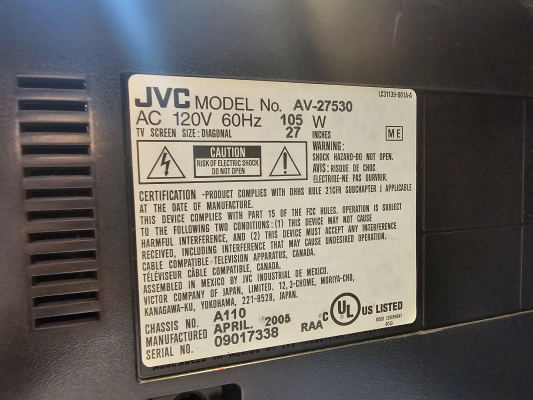 LC31139-001A-A
JVC MODEL No. AV-27530
AC 120V 60Hz 105 W
TV SCREEN SIZE: DIAGONAL 27 INCHES
M E
CAUTION
RISK OF ELECTRIC SHOCK
DO NOT OPEN
WARNING:
SHOCK HAZARD-DO NOT OPEN.
AVIS: RISQUE DE CHOC
ELECTRIQE-NE PAS OUVRIR.
CERTIFICATION -PRODUCT COMPLIES WITH DHHS RULE 21CFR SUBCHAPTER J APPLICABLE
AT THE DATE OF MANUFACTURE.
THIS DEVICE COMPLIES WITH PART 15 OF THE FCC RULES. OPERATION IS SUBJECT
TO THE FOLLOWING TWO CONDITIONS: (1) THIS DEVICE MAY NOT CAUSE
HARMFUL INTERFERENCE, AND (2) THIS DEVICE MUST ACCEPT ANY INTERFERENCE
RECEIVED, INCLUDING INTERFERENCE THAT MAY CAUSE UNDESIRED OPERATION.
CABLE COMPATIBLE TELEVISION APPARATUS, CANADA.
TÉLÉVISEUR CÂBLE COMPATIBLE, CANADA.
ASSEMBLED IN MEXICO BY JVC INDUSTRIAL DE MEXICO.
VICTOR COMPANY OF JAPAN, LIMITED. 12, 3-CHOME, MORIYA-CHO,
KANAGAWA-KU, YOKOHAMA, 221-8528, JAPAN.
CHASSIS NO. A110
MANUFACTURED APRIL, 2005
SERIAL NO. 09017338 RAA
C UL US LISTED
VIDEO EQUIPMENT